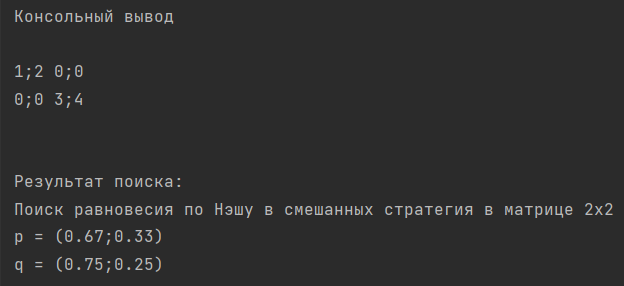 Консольный вывод
1;2 0;0
0;0 3;4
Результат поиска:
Поиск равновесия по Нэшу в смешанных стратегия в матрице 2x2
p = (0.67;0.33)
q = (0.75;0.25)